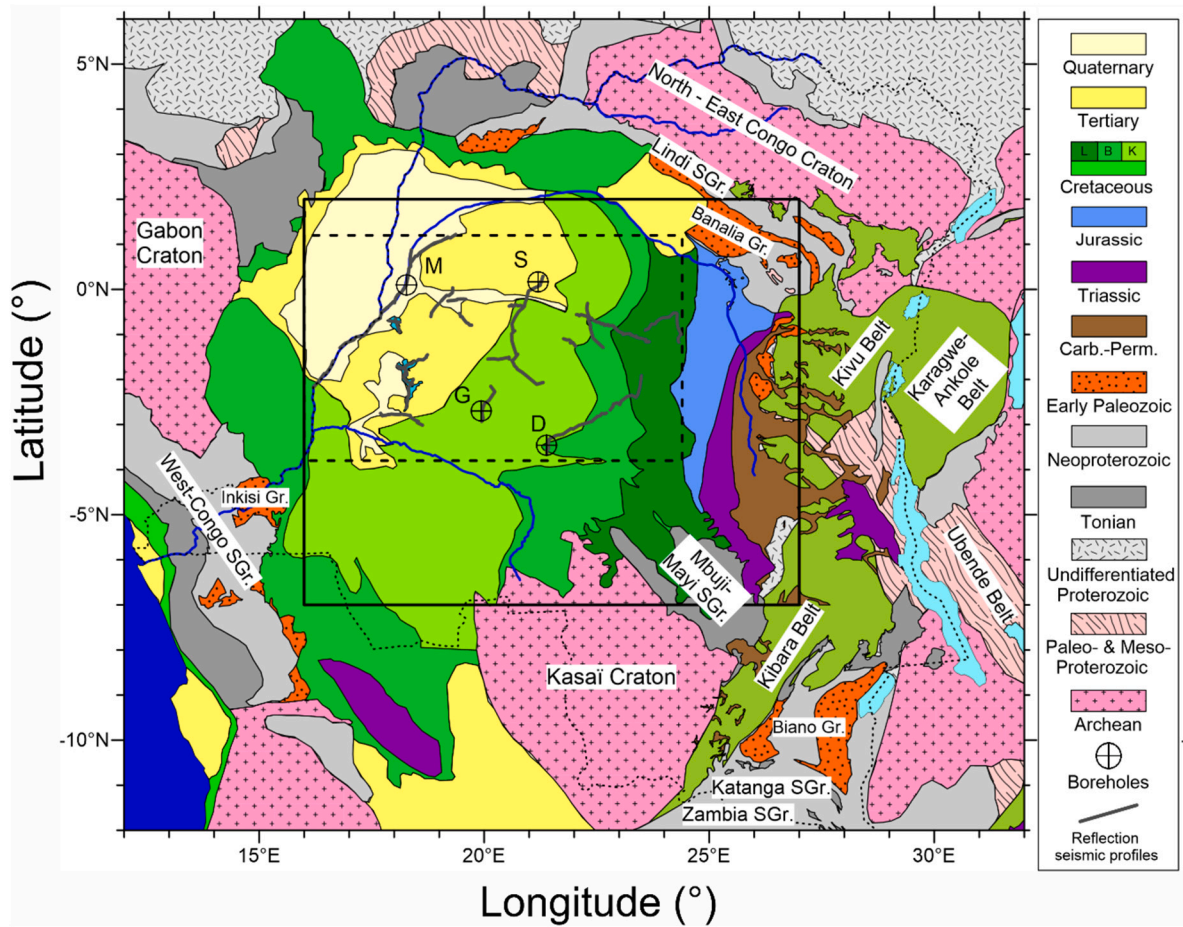 5°N
0°N
-5°N
-10°N
15°E
20°E
25°E
30°E
Latitude (°)
Longitude (°)
North - East Congo Craton
Lindi SGr.
Banalia Gr.
Gabon
Craton
M
S
G
D
Kivu Belt
Karagwe-
Ankole
Belt
West-Congo SGr.
Inkisi Gr.
Mbuji-
Mayi SGr.
Ubende Belt
Kibara Belt
Kasaï Craton
Biano Gr.
Katanga SGr.
Zambia SGr.
Quaternary
Tertiary
L B K
Cretaceous
Jurassic
Triassic
Carb.-Perm.
Early Paleozoic
Neoproterozoic
Tonian
Undifferentiated
Proterozoic
Paleo- & Meso-
Proterozoic
Archean
Boreholes
Reflection
seismic profiles